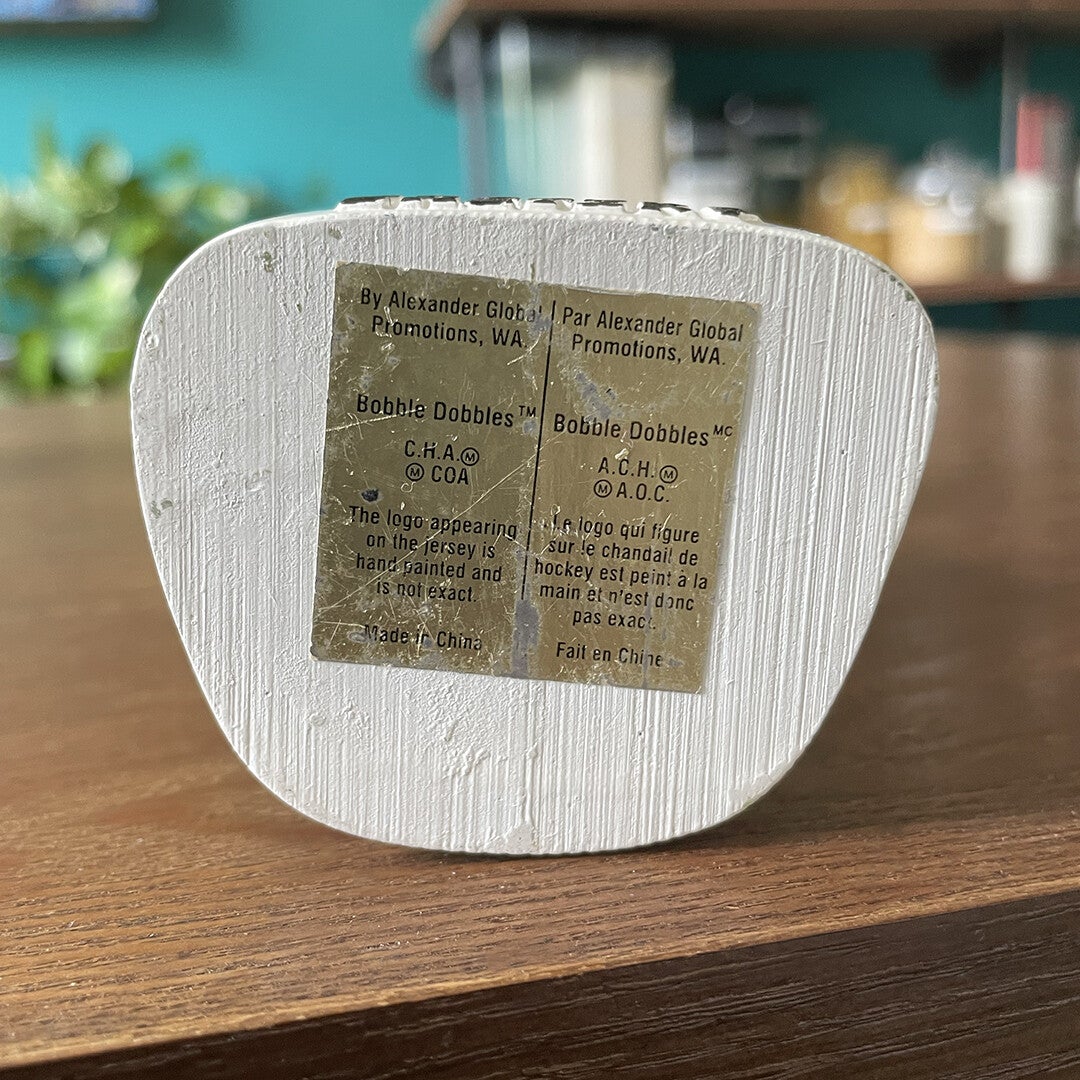 By Alexander Global
Promotions, WA.
Bobble Dobbles™
C.H.A.Ⓜ
Ⓜ COA
The logo appearing
on the jersey is
hand painted and
is not exact.
Made in China
Par Alexander Global
Promotions, WA.
Bobble Dobbles ᴹᶜ
A.C.H.Ⓜ
Ⓜ A.O.C.
Le logo qui figure
sur le chandail de
hockey est peint à la
main et n'est donc
pas exact.
Fait en Chine